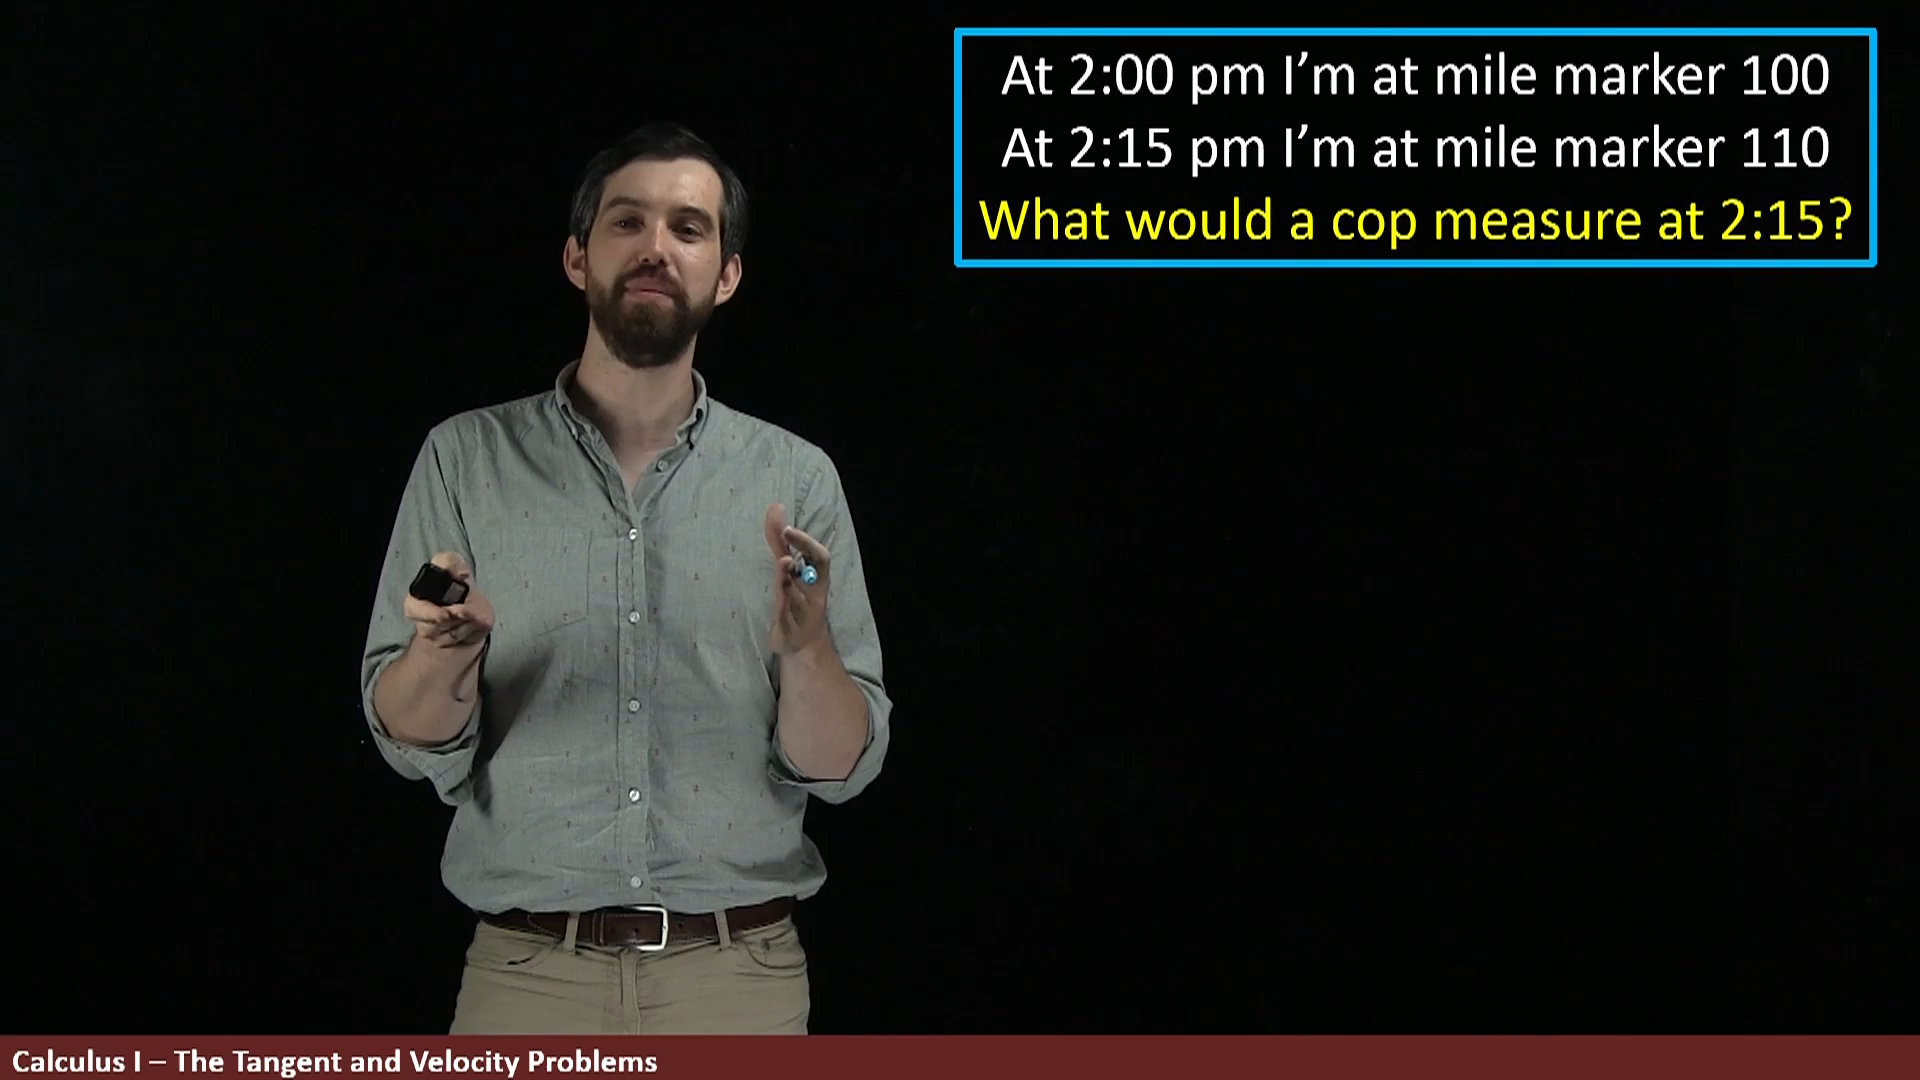 At 2:00 pm I’m at mile marker 100
At 2:15 pm I’m at mile marker 110
What would a cop measure at 2:15?
Calculus I – The Tangent and Velocity Problems